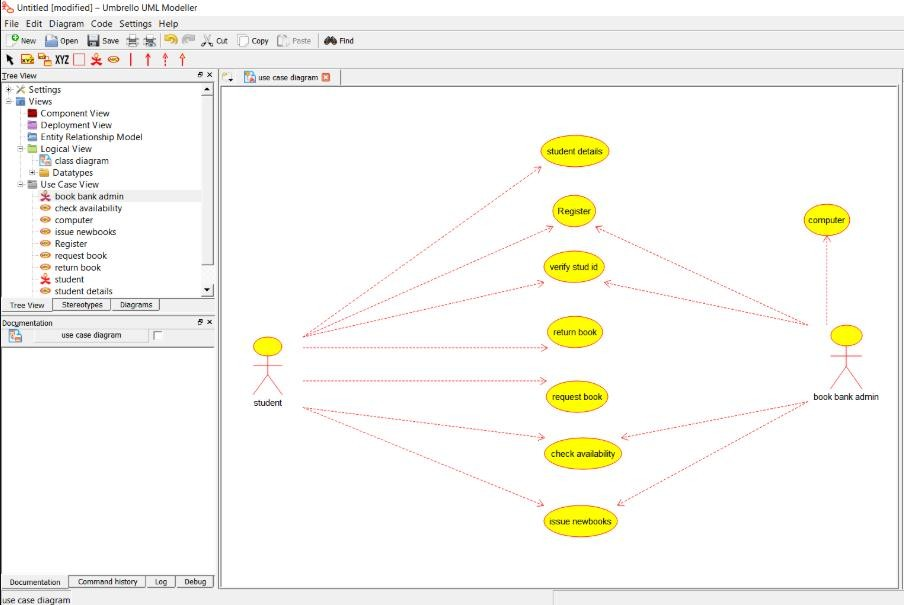 Untitled [modified] – Umbrello UML Modeller
File Edit Diagram Code Settings Help
New Open Save Cut Copy Paste Find
XYZ
Tree View
use case diagram
Settings
Views
Component View
Deployment View
Entity Relationship Model
Logical View
class diagram
Datatypes
Use Case View
book bank admin
check availability
computer
issue newbooks
Register
request book
return book
student
student details
Tree View Stereotypes Diagrams
Documentation
use case diagram
Documentation Command history Log Debug
use case diagram
student details
Register
computer
verify stud id
return book
request book
book bank admin
student
check availability
issue newbooks